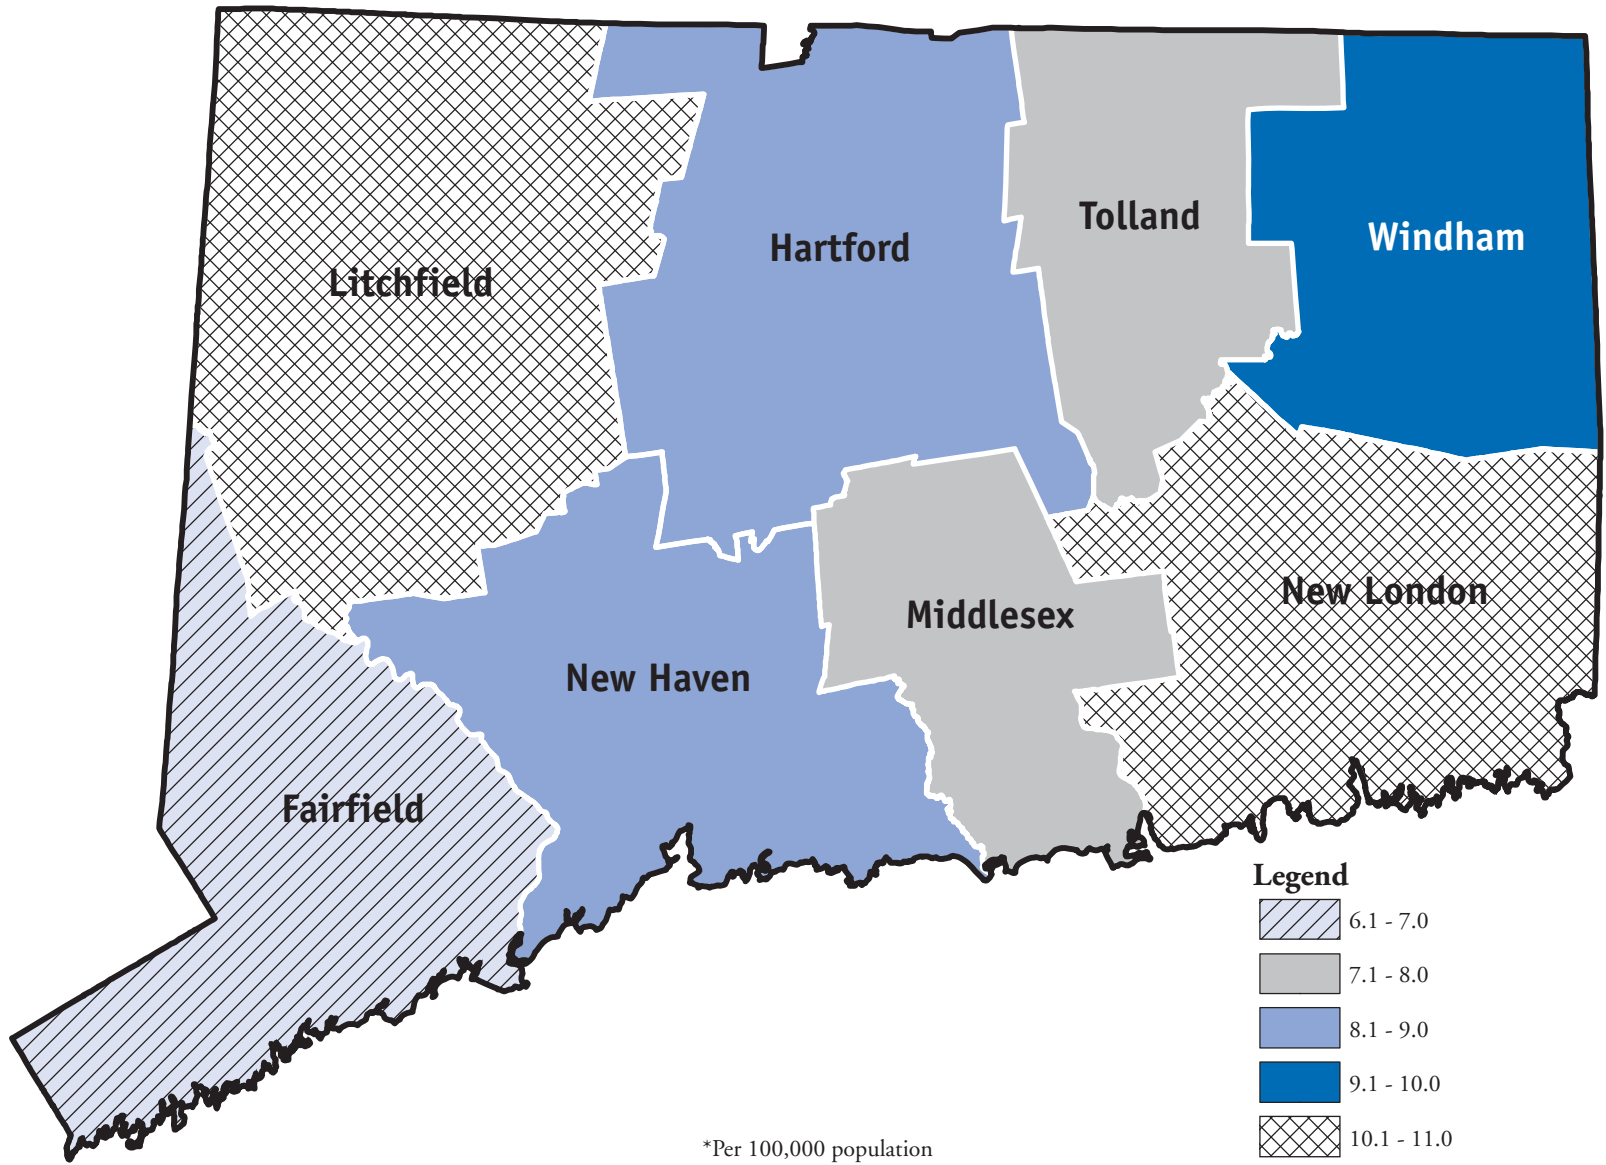 Tolland
Windham
Hartford
Litchfield
New London
Middlesex
New Haven
Fairfield
Legend
6.1 - 7.0
7.1 - 8.0
8.1 - 9.0
9.1 - 10.0
10.1 - 11.0
*Per 100,000 population